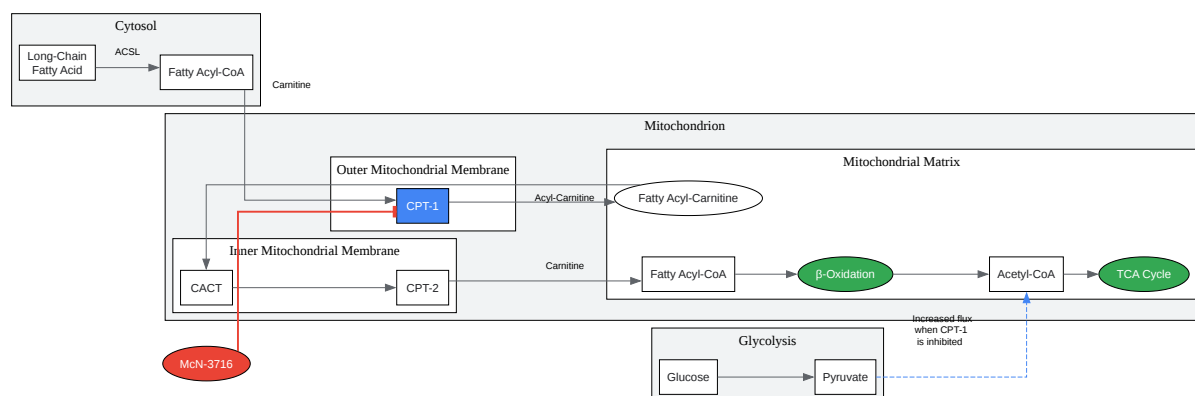 Cytosol
Long-Chain
Fatty Acid
ACSL
Fatty Acyl-CoA
Carnitine
Mitochondrion
Outer Mitochondrial Membrane
CPT-1
Acyl-Carnitine
Mitochondrial Matrix
Fatty Acyl-Carnitine
Inner Mitochondrial Membrane
CACT
CPT-2
Carnitine
Fatty Acyl-CoA
β-Oxidation
Acetyl-CoA
TCA Cycle
Increased flux
when CPT-1
is inhibited
McN-3716
Glycolysis
Glucose
Pyruvate